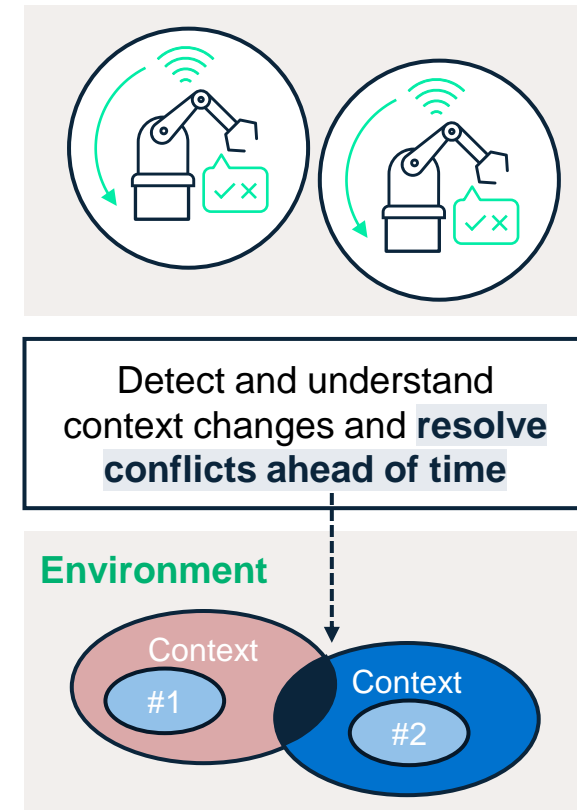 Detect and understand
context changes and resolve
conflicts ahead of time
Environment
Context
#1
Context
#2